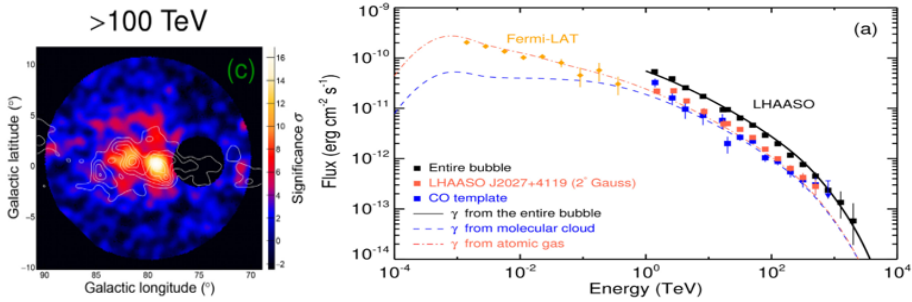 >100 TeV
(c)
Galactic latitude (°)
10
5
0
−5
−10
90
85
80
75
70
Galactic longitude (°)
16
14
12
10
8
6
4
2
0
−2
Significance σ
(a)
Fermi-LAT
LHAASO
Flux (erg cm⁻² s⁻¹)
10⁻⁹
10⁻¹⁰
10⁻¹¹
10⁻¹²
10⁻¹³
10⁻¹⁴
Entire bubble
LHAASO J2027+4119 (2° Gauss)
CO template
γ from the entire bubble
γ from molecular cloud
γ from atomic gas
10⁻⁴
10⁻²
10⁰
10²
10⁴
Energy (TeV)